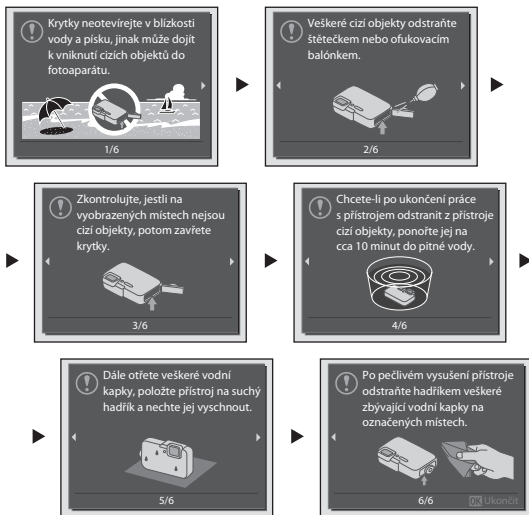 Krytky neotevírejte v blízkosti
vody a písku, jinak může dojít
k vniknutí cizích objektů do
fotoaparátu.
1/6
Veškeré cizí objekty odstraňte
štětečkem nebo ofukovacím
balónkem.
2/6
Zkontrolujte, jestli na
vyobrazených místech nejsou
cizí objekty, potom zavřete
krytky.
3/6
Chcete-li po ukončení práce
s přístrojem odstranit z přístroje
cizí objekty, ponořte jej na
cca 10 minut do pitné vody.
4/6
Dále otřete veškeré vodní
kapky, položte přístroj na suchý
hadřík a nechte jej vyschnout.
5/6
Po pečlivém vysušení přístroje
odstraňte hadříkem veškeré
zbývající vodní kapky na
označených místech.
6/6
OK Ukončit